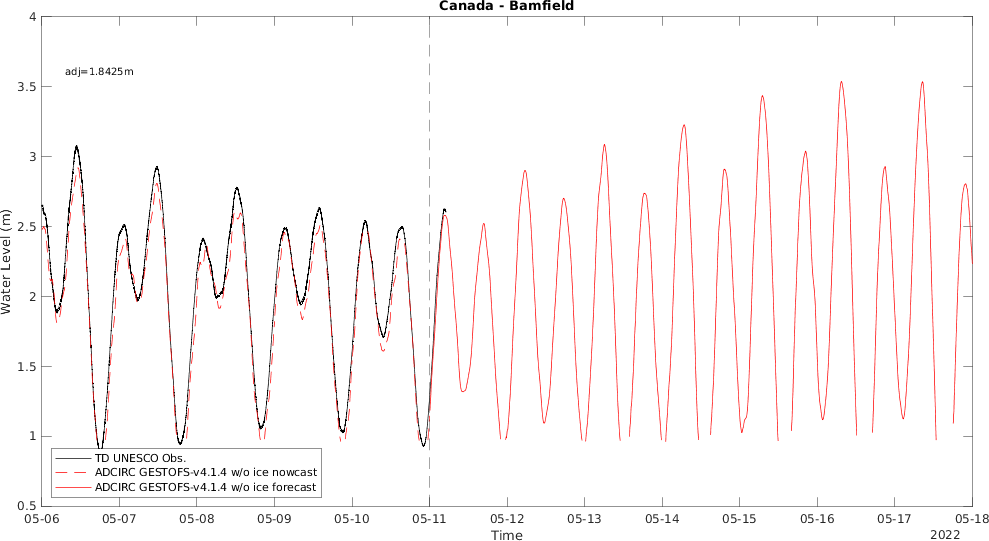 Canada - Bamfield
adj=1.8425m
Water Level (m)
4
3.5
3
2.5
2
1.5
1
0.5
TD UNESCO Obs.
ADCIRC GESTOFS-v4.1.4 w/o ice nowcast
ADCIRC GESTOFS-v4.1.4 w/o ice forecast
05-06 05-07 05-08 05-09 05-10 05-11 05-12 05-13 05-14 05-15 05-16 05-17 05-18
Time
2022